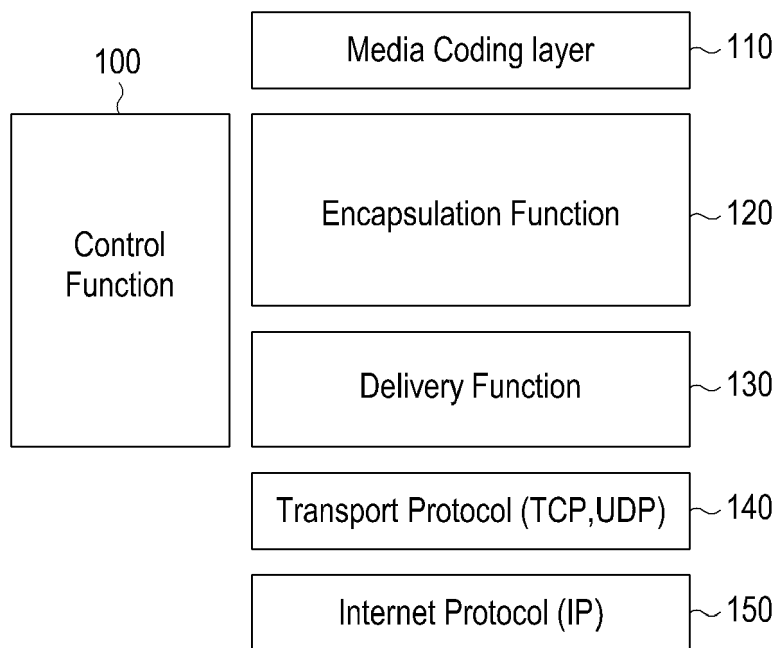 Media Coding layer
110
100
Control
Function
Encapsulation Function
120
Delivery Function
130
Transport Protocol (TCP,UDP)
140
Internet Protocol (IP)
150